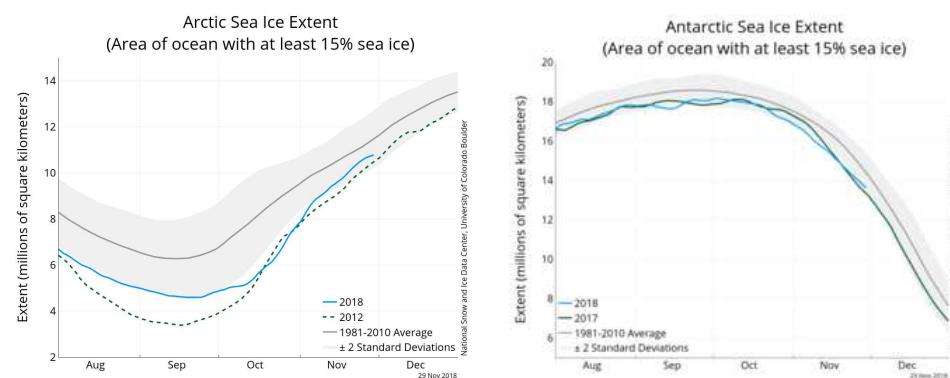 Arctic Sea Ice Extent
(Area of ocean with at least 15% sea ice)
Extent (millions of square kilometers)
14
12
10
8
6
4
2
2018
2012
1981-2010 Average
± 2 Standard Deviations
Aug
Sep
Oct
Nov
Dec
29 Nov 2018
National Snow and Ice Data Center, University of Colorado Boulder
Antarctic Sea Ice Extent
(Area of ocean with at least 15% sea ice)
Extent (millions of square kilometers)
20
18
16
14
12
10
8
6
2018
2017
1981-2010 Average
± 2 Standard Deviations
Aug
Sep
Oct
Nov
Dec
29 Nov 2018